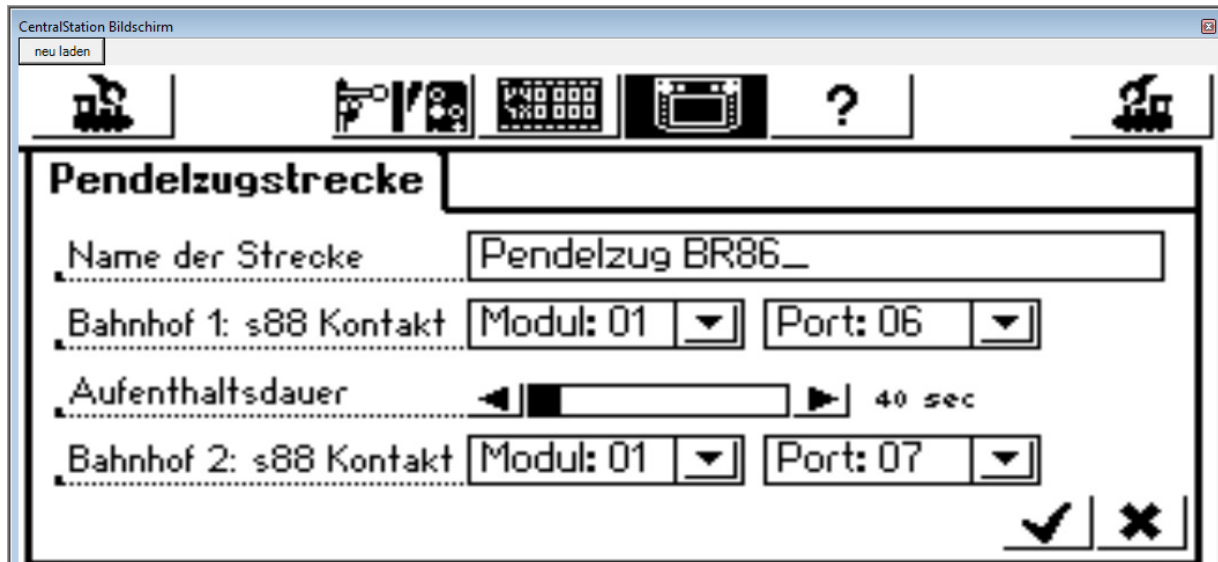 CentralStation Bildschirm
neu laden
?
Pendelzugstrecke
Name der Strecke Pendelzug BR86_
Bahnhof 1: s88 Kontakt Modul: 01 Port: 06
Aufenthaltsdauer 40 sec
Bahnhof 2: s88 Kontakt Modul: 01 Port: 07